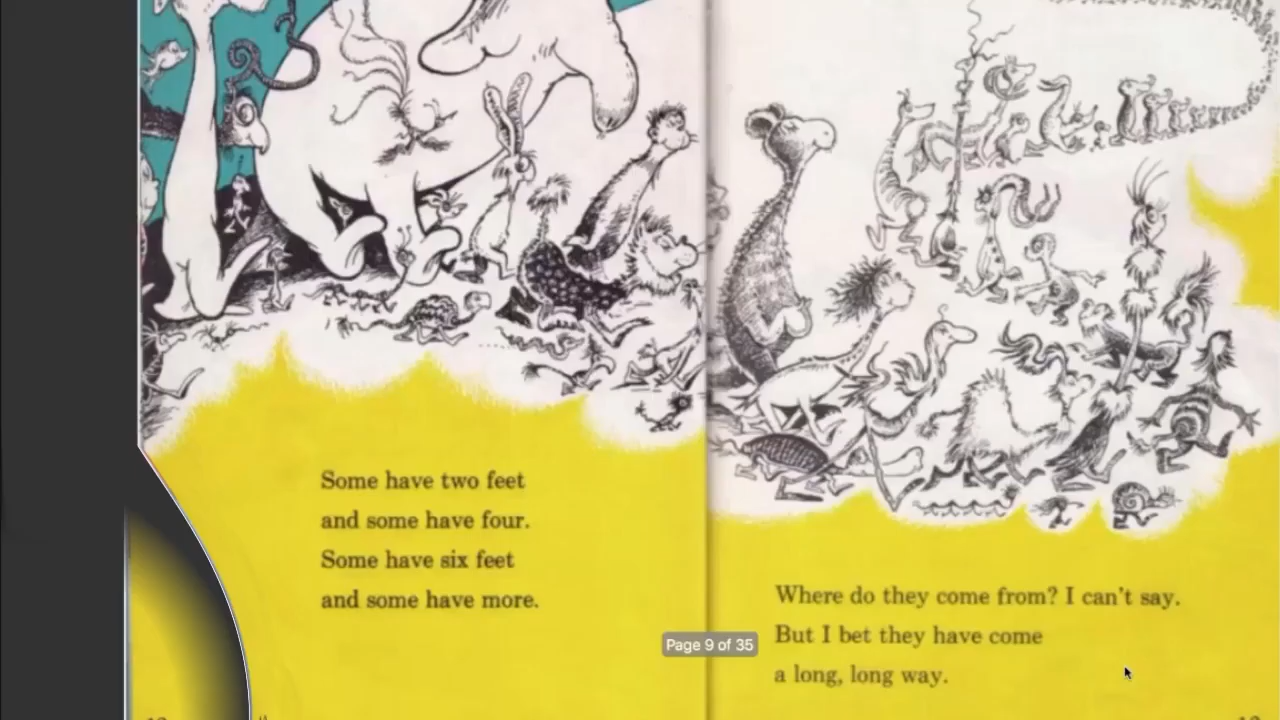 Some have two feet
and some have four.
Some have six feet
and some have more.
Where do they come from? I can't say.
But I bet they have come
a long, long way.
Page 9 of 35